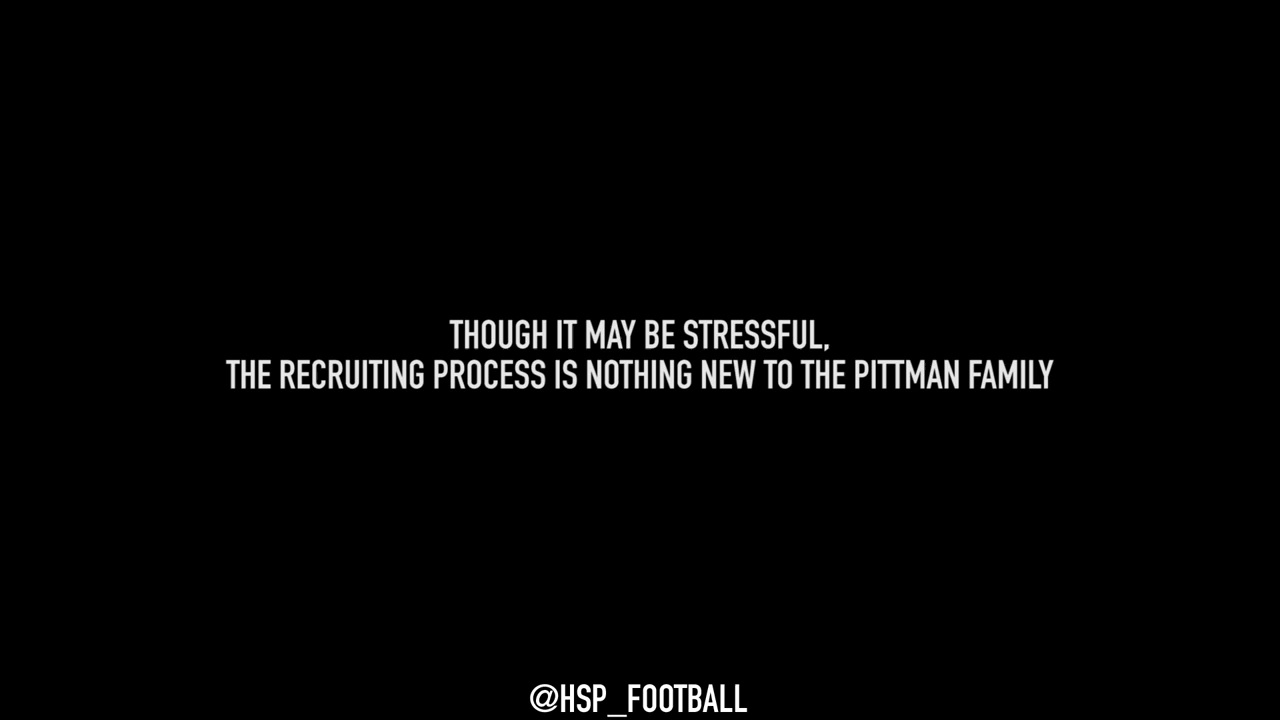 THOUGH IT MAY BE STRESSFUL,
THE RECRUITING PROCESS IS NOTHING NEW TO THE PITTMAN FAMILY
@HSP_FOOTBALL